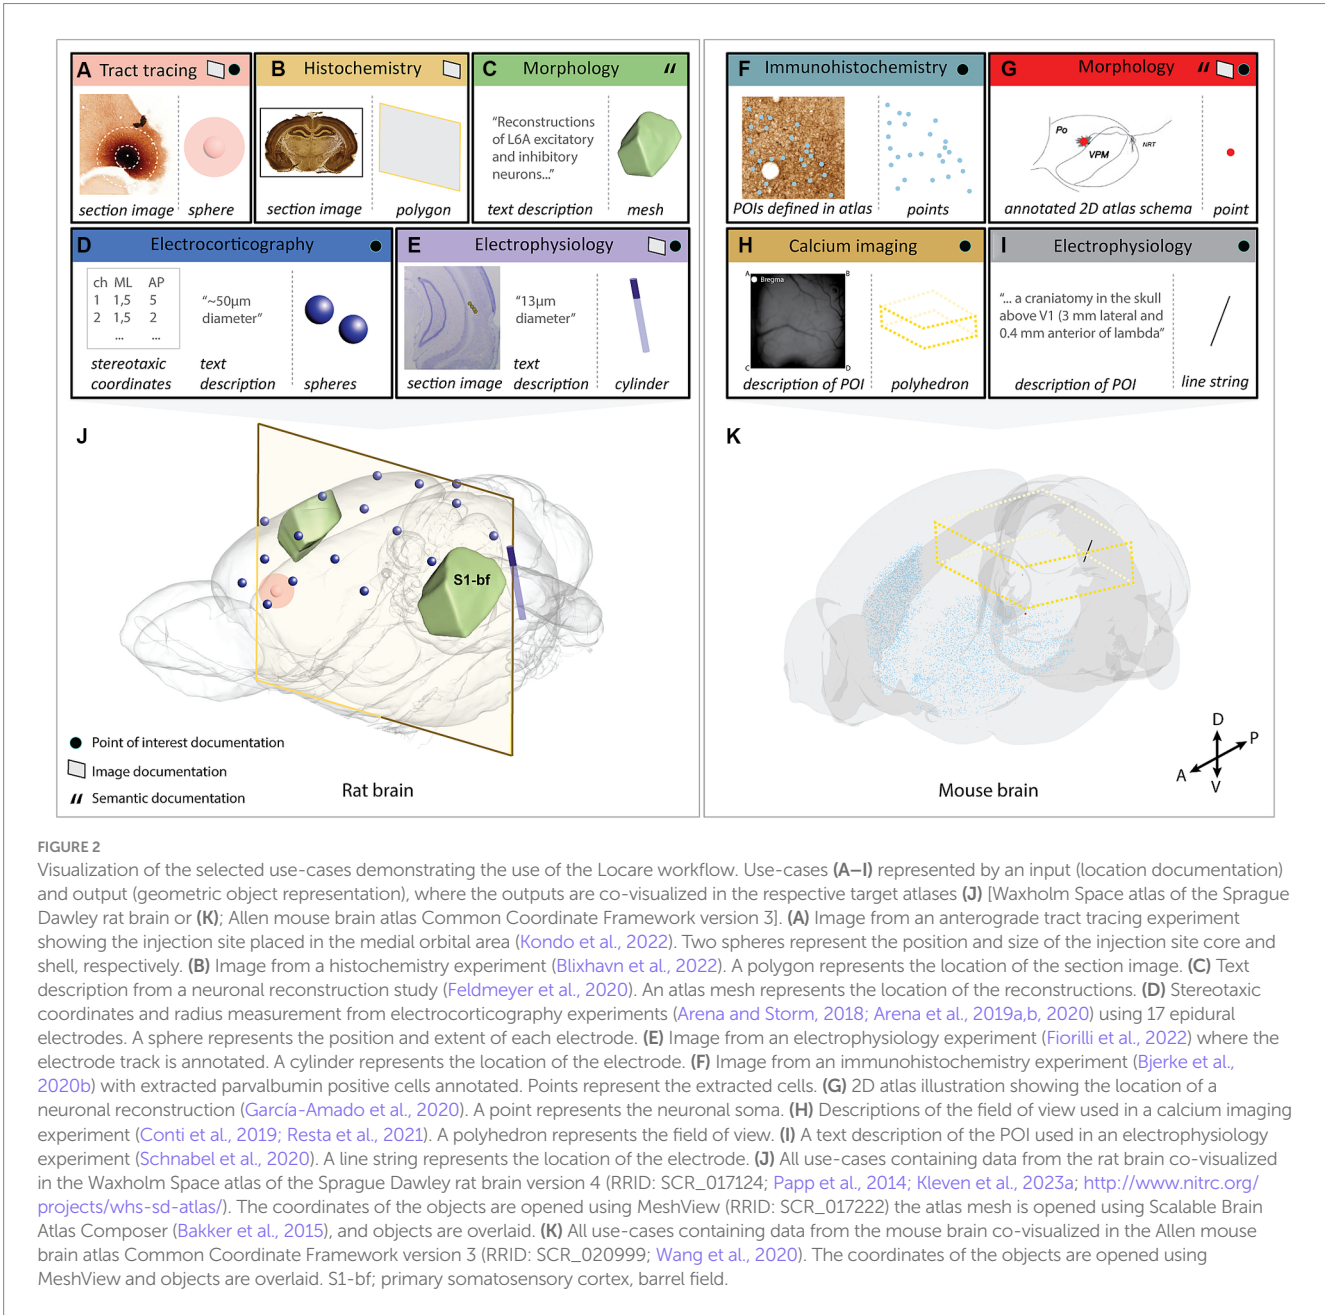 A Tract tracing
section image
sphere
B Histochemistry
section image
polygon
C Morphology
“Reconstructions
of L6A excitatory
and inhibitory
neurons...”
text description
mesh
D Electrocorticography
ch ML AP
1 1,5 5
2 1,5 2
... ...
stereotaxic
coordinates
“~50µm
diameter”
text
description
spheres
E Electrophysiology
section image
“13µm
diameter”
text
description
cylinder
F Immunohistochemistry
POIs defined in atlas
points
G Morphology
Po
VPM
NRT
annotated 2D atlas schema
point
H Calcium imaging
A
B
Bregma
C
D
description of POI
polyhedron
I Electrophysiology
“... a craniatomy in the skull
above V1 (3 mm lateral and
0.4 mm anterior of lambda”
description of POI
line string
J
S1-bf
Point of interest documentation
Image documentation
Semantic documentation
Rat brain
K
D
P
A
V
Mouse brain
FIGURE 2
Visualization of the selected use-cases demonstrating the use of the Locare workflow. Use-cases (A–I) represented by an input (location documentation)
and output (geometric object representation), where the outputs are co-visualized in the respective target atlases (J) [Waxholm Space atlas of the Sprague
Dawley rat brain or (K); Allen mouse brain atlas Common Coordinate Framework version 3]. (A) Image from an anterograde tract tracing experiment
showing the injection site placed in the medial orbital area (Kondo et al., 2022). Two spheres represent the position and size of the injection site core and
shell, respectively. (B) Image from a histochemistry experiment (Blixhavn et al., 2022). A polygon represents the location of the section image. (C) Text
description from a neuronal reconstruction study (Feldmeyer et al., 2020). An atlas mesh represents the location of the reconstructions. (D) Stereotaxic
coordinates and radius measurement from electrocorticography experiments (Arena and Storm, 2018; Arena et al., 2019a,b, 2020) using 17 epidural
electrodes. A sphere represents the position and extent of each electrode. (E) Image from an electrophysiology experiment (Fiorilli et al., 2022) where the
electrode track is annotated. A cylinder represents the location of the electrode. (F) Image from an immunohistochemistry experiment (Bjerke et al.,
2020b) with extracted parvalbumin positive cells annotated. Points represent the extracted cells. (G) 2D atlas illustration showing the location of a
neuronal reconstruction (García-Amado et al., 2020). A point represents the neuronal soma. (H) Descriptions of the field of view used in a calcium imaging
experiment (Conti et al., 2019; Resta et al., 2021). A polyhedron represents the field of view. (I) A text description of the POI used in an electrophysiology
experiment (Schnabel et al., 2020). A line string represents the location of the electrode. (J) All use-cases containing data from the rat brain co-visualized
in the Waxholm Space atlas of the Sprague Dawley rat brain version 4 (RRID: SCR_017124; Papp et al., 2014; Kleven et al., 2023a; http://www.nitrc.org/
projects/whs-sd-atlas/). The coordinates of the objects are opened using MeshView (RRID: SCR_017222) the atlas mesh is opened using Scalable Brain
Atlas Composer (Bakker et al., 2015), and objects are overlaid. (K) All use-cases containing data from the mouse brain co-visualized in the Allen mouse
brain atlas Common Coordinate Framework version 3 (RRID: SCR_020999; Wang et al., 2020). The coordinates of the objects are opened using
MeshView and objects are overlaid. S1-bf; primary somatosensory cortex, barrel field.